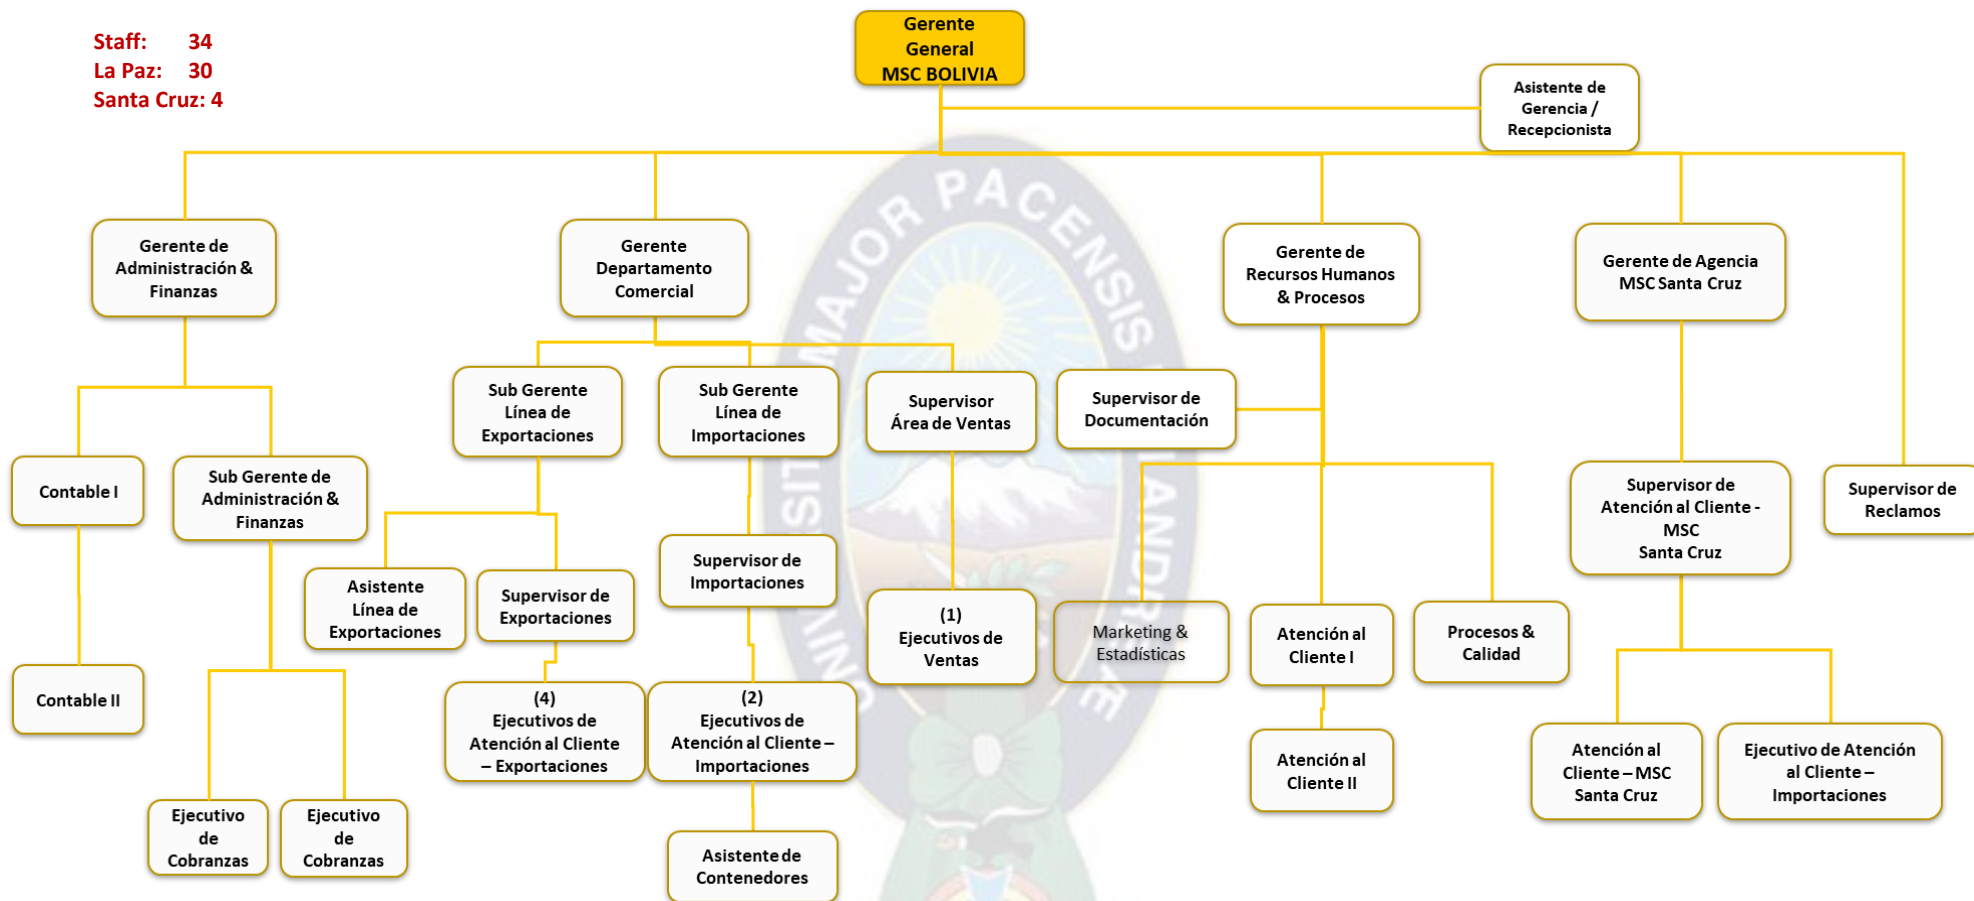 Staff: 34
La Paz: 30
Santa Cruz: 4
Gerente
General
MSC BOLIVIA
Asistente de
Gerencia /
Recepcionista
Gerente de
Administración &
Finanzas
Gerente
Departamento
Comercial
Gerente de
Recursos Humanos
& Procesos
Gerente de Agencia
MSC Santa Cruz
Sub Gerente
Línea de
Exportaciones
Sub Gerente
Línea de
Importaciones
Supervisor
Área de Ventas
Supervisor de
Documentación
Contable I
Sub Gerente de
Administración &
Finanzas
Supervisor de
Atención al Cliente -
MSC
Santa Cruz
Supervisor de
Reclamos
Asistente
Línea de
Exportaciones
Supervisor de
Exportaciones
Supervisor de
Importaciones
(1)
Ejecutivos de
Ventas
Marketing &
Estadísticas
Atención al
Cliente I
Procesos &
Calidad
Contable II
(4)
Ejecutivos de
Atención al Cliente
– Exportaciones
(2)
Ejecutivos de
Atención al Cliente –
Importaciones
Atención al
Cliente II
Atención al
Cliente – MSC
Santa Cruz
Ejecutivo de Atención
al Cliente –
Importaciones
Ejecutivo
de
Cobranzas
Ejecutivo
de
Cobranzas
Asistente de
Contenedores
MAJOR PACENSIS